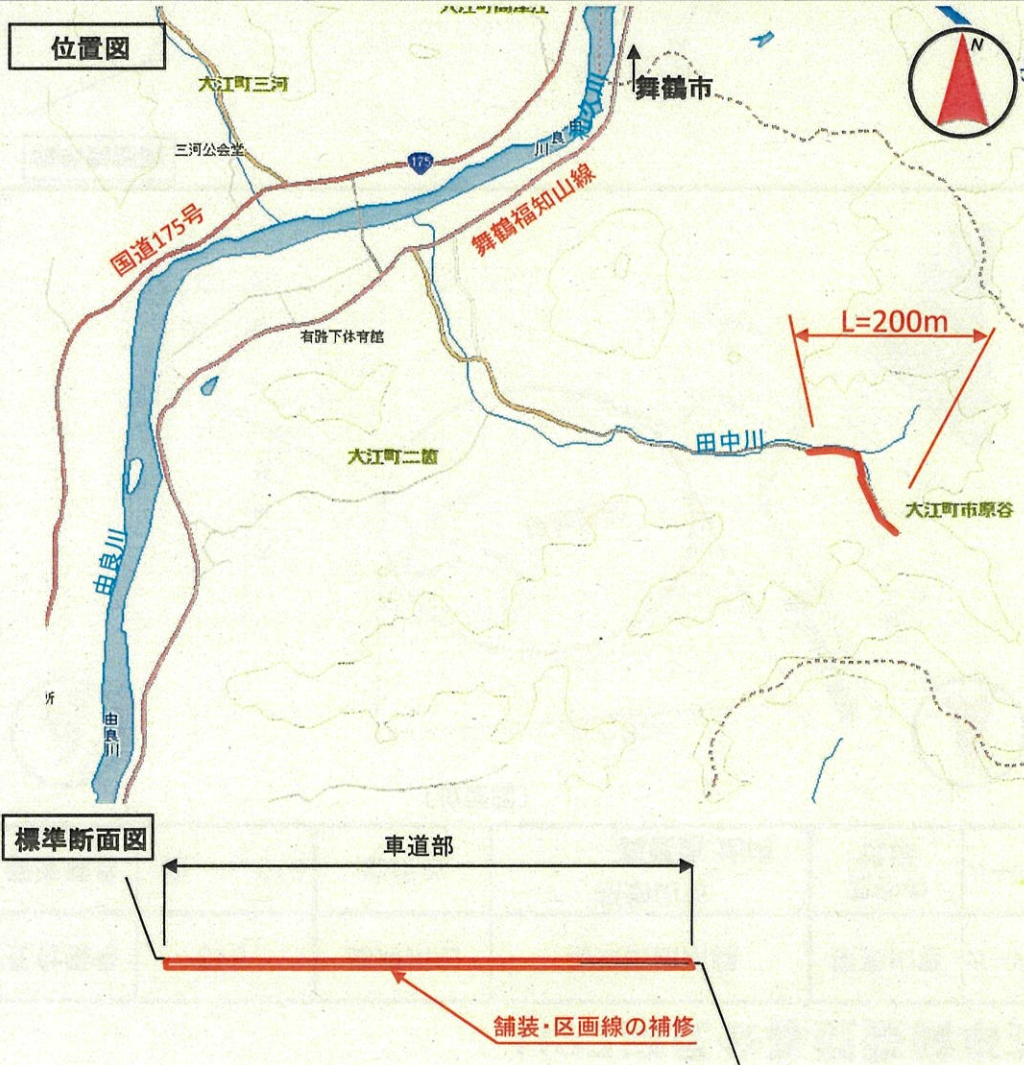 位置図
大江町三河
舞鶴市
N
三河公会堂
175
由良川
国道175号
舞鶴福知山線
L=200m
有路下体育館
大江町二箇
田中川
大江町市原谷
由良川
所
由良川
標準断面図
車道部
舗装・区画線の補修